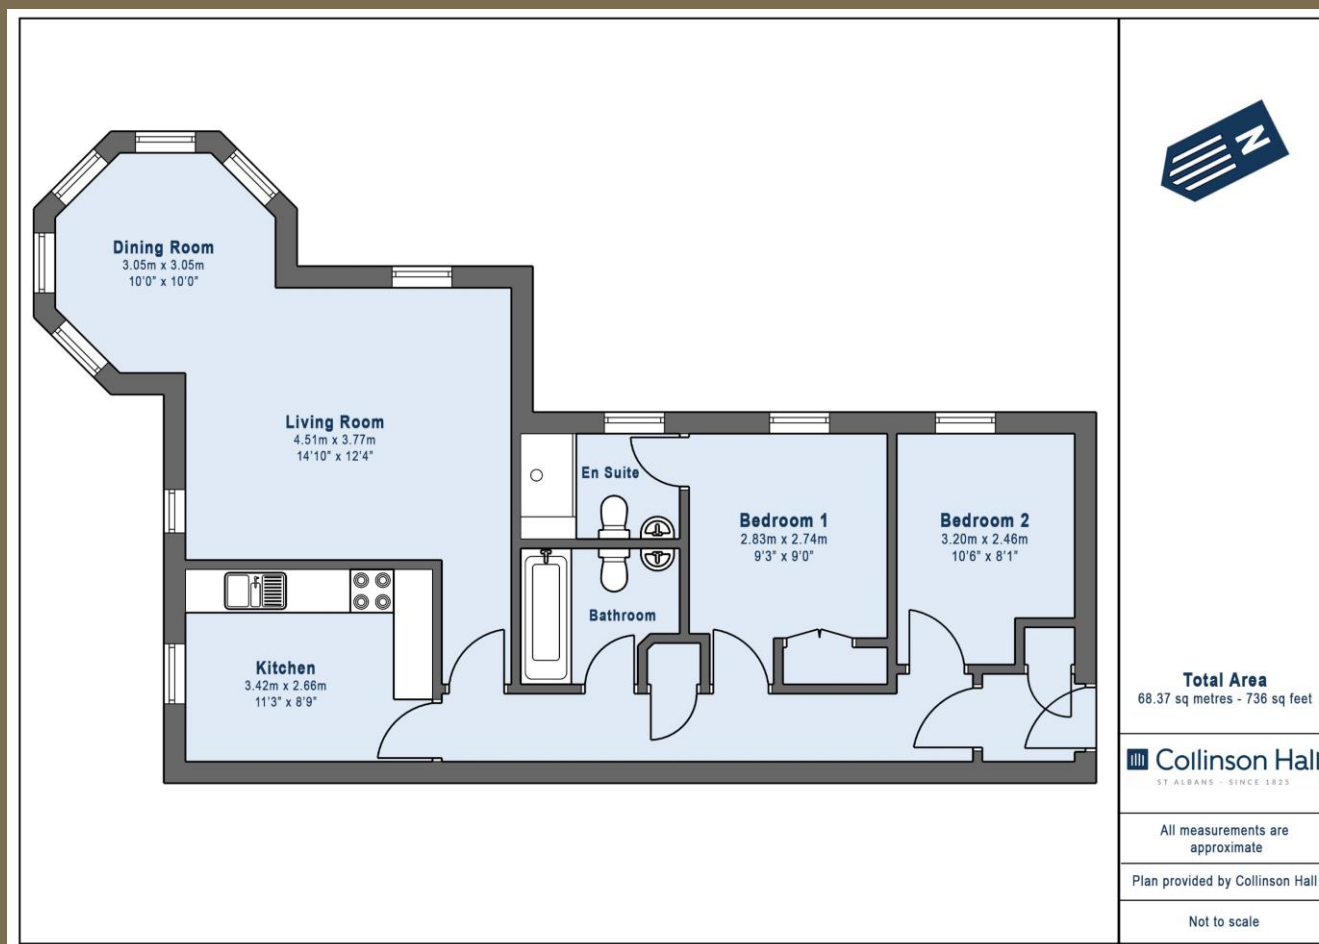 Dining Room
3.05m x 3.05m
10'0" x 10'0"
Living Room
4.51m x 3.77m
14'10" x 12'4"
En Suite
Bedroom 1
2.83m x 2.74m
9'3" x 9'0"
Bedroom 2
3.20m x 2.46m
10'6" x 8'1"
Bathroom
Kitchen
3.42m x 2.66m
11'3" x 8'9"
N
Total Area
68.37 sq metres - 736 sq feet
Collinson Hall
ST ALBANS - SINCE 1825
All measurements are
approximate
Plan provided by Collinson Hall
Not to scale